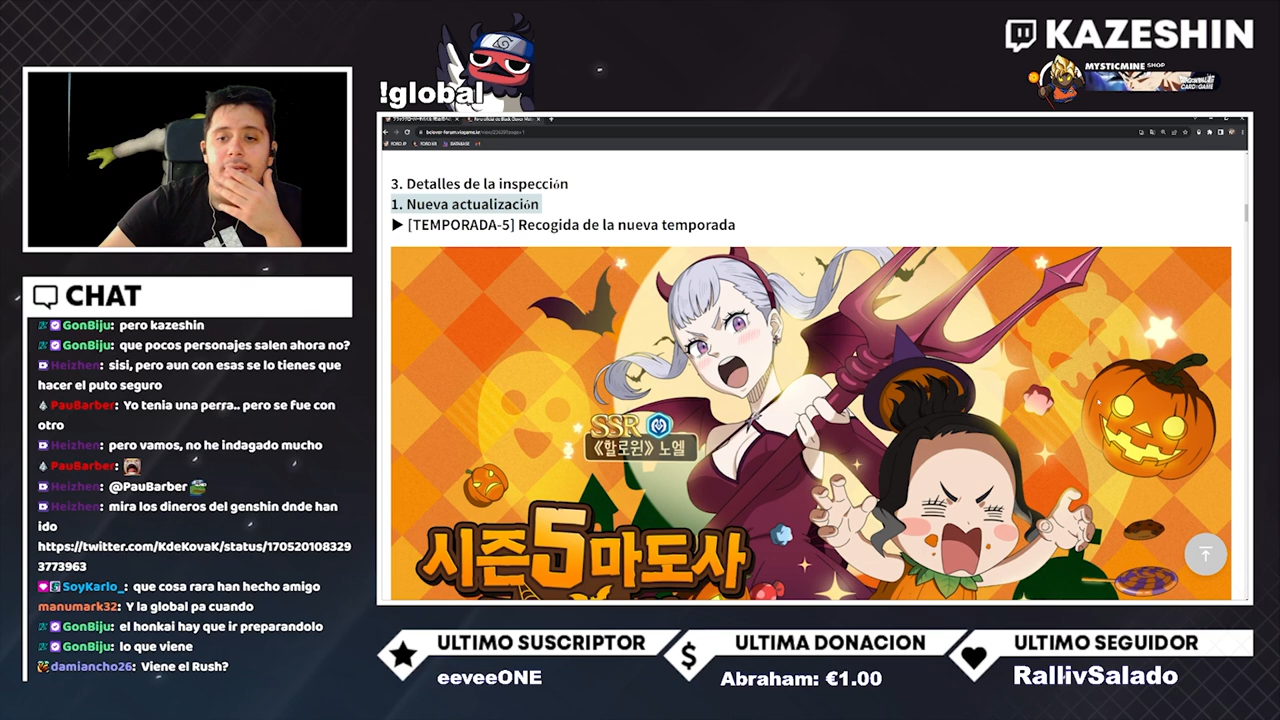 KAZESHIN
MYSTICMINE SHOP
!global
3. Detalles de la inspección
1. Nueva actualización
▶ [TEMPORADA-5] Recogida de la nueva temporada
SSR
《할로윈》 노엘
시즌5마도사
CHAT
GonBiju: pero kazeshin
GonBiju: que pocos personajes salen ahora no?
Heizhen: sisi, pero aun con esas se lo tienes que
hacer el puto seguro
PauBarber: Yo tenia una perra.. pero se fue con
otro
Heizhen: pero vamos, no he indagado mucho
PauBarber:
Heizhen: @PauBarber
Heizhen: mira los dineros del genshin dnde han
ido
https://twitter.com/KdeKovaK/status/170520108329
3773963
SoyKarlo_: que cosa rara han hecho amigo
manumark32: Y la global pa cuando
GonBiju: el honkai hay que ir preparandolo
GonBiju: lo que viene
damiancho26: Viene el Rush?
ULTIMO SUSCRIPTOR
eeveeONE
ULTIMA DONACION
Abraham: €1.00
ULTIMO SEGUIDOR
RallivSalado